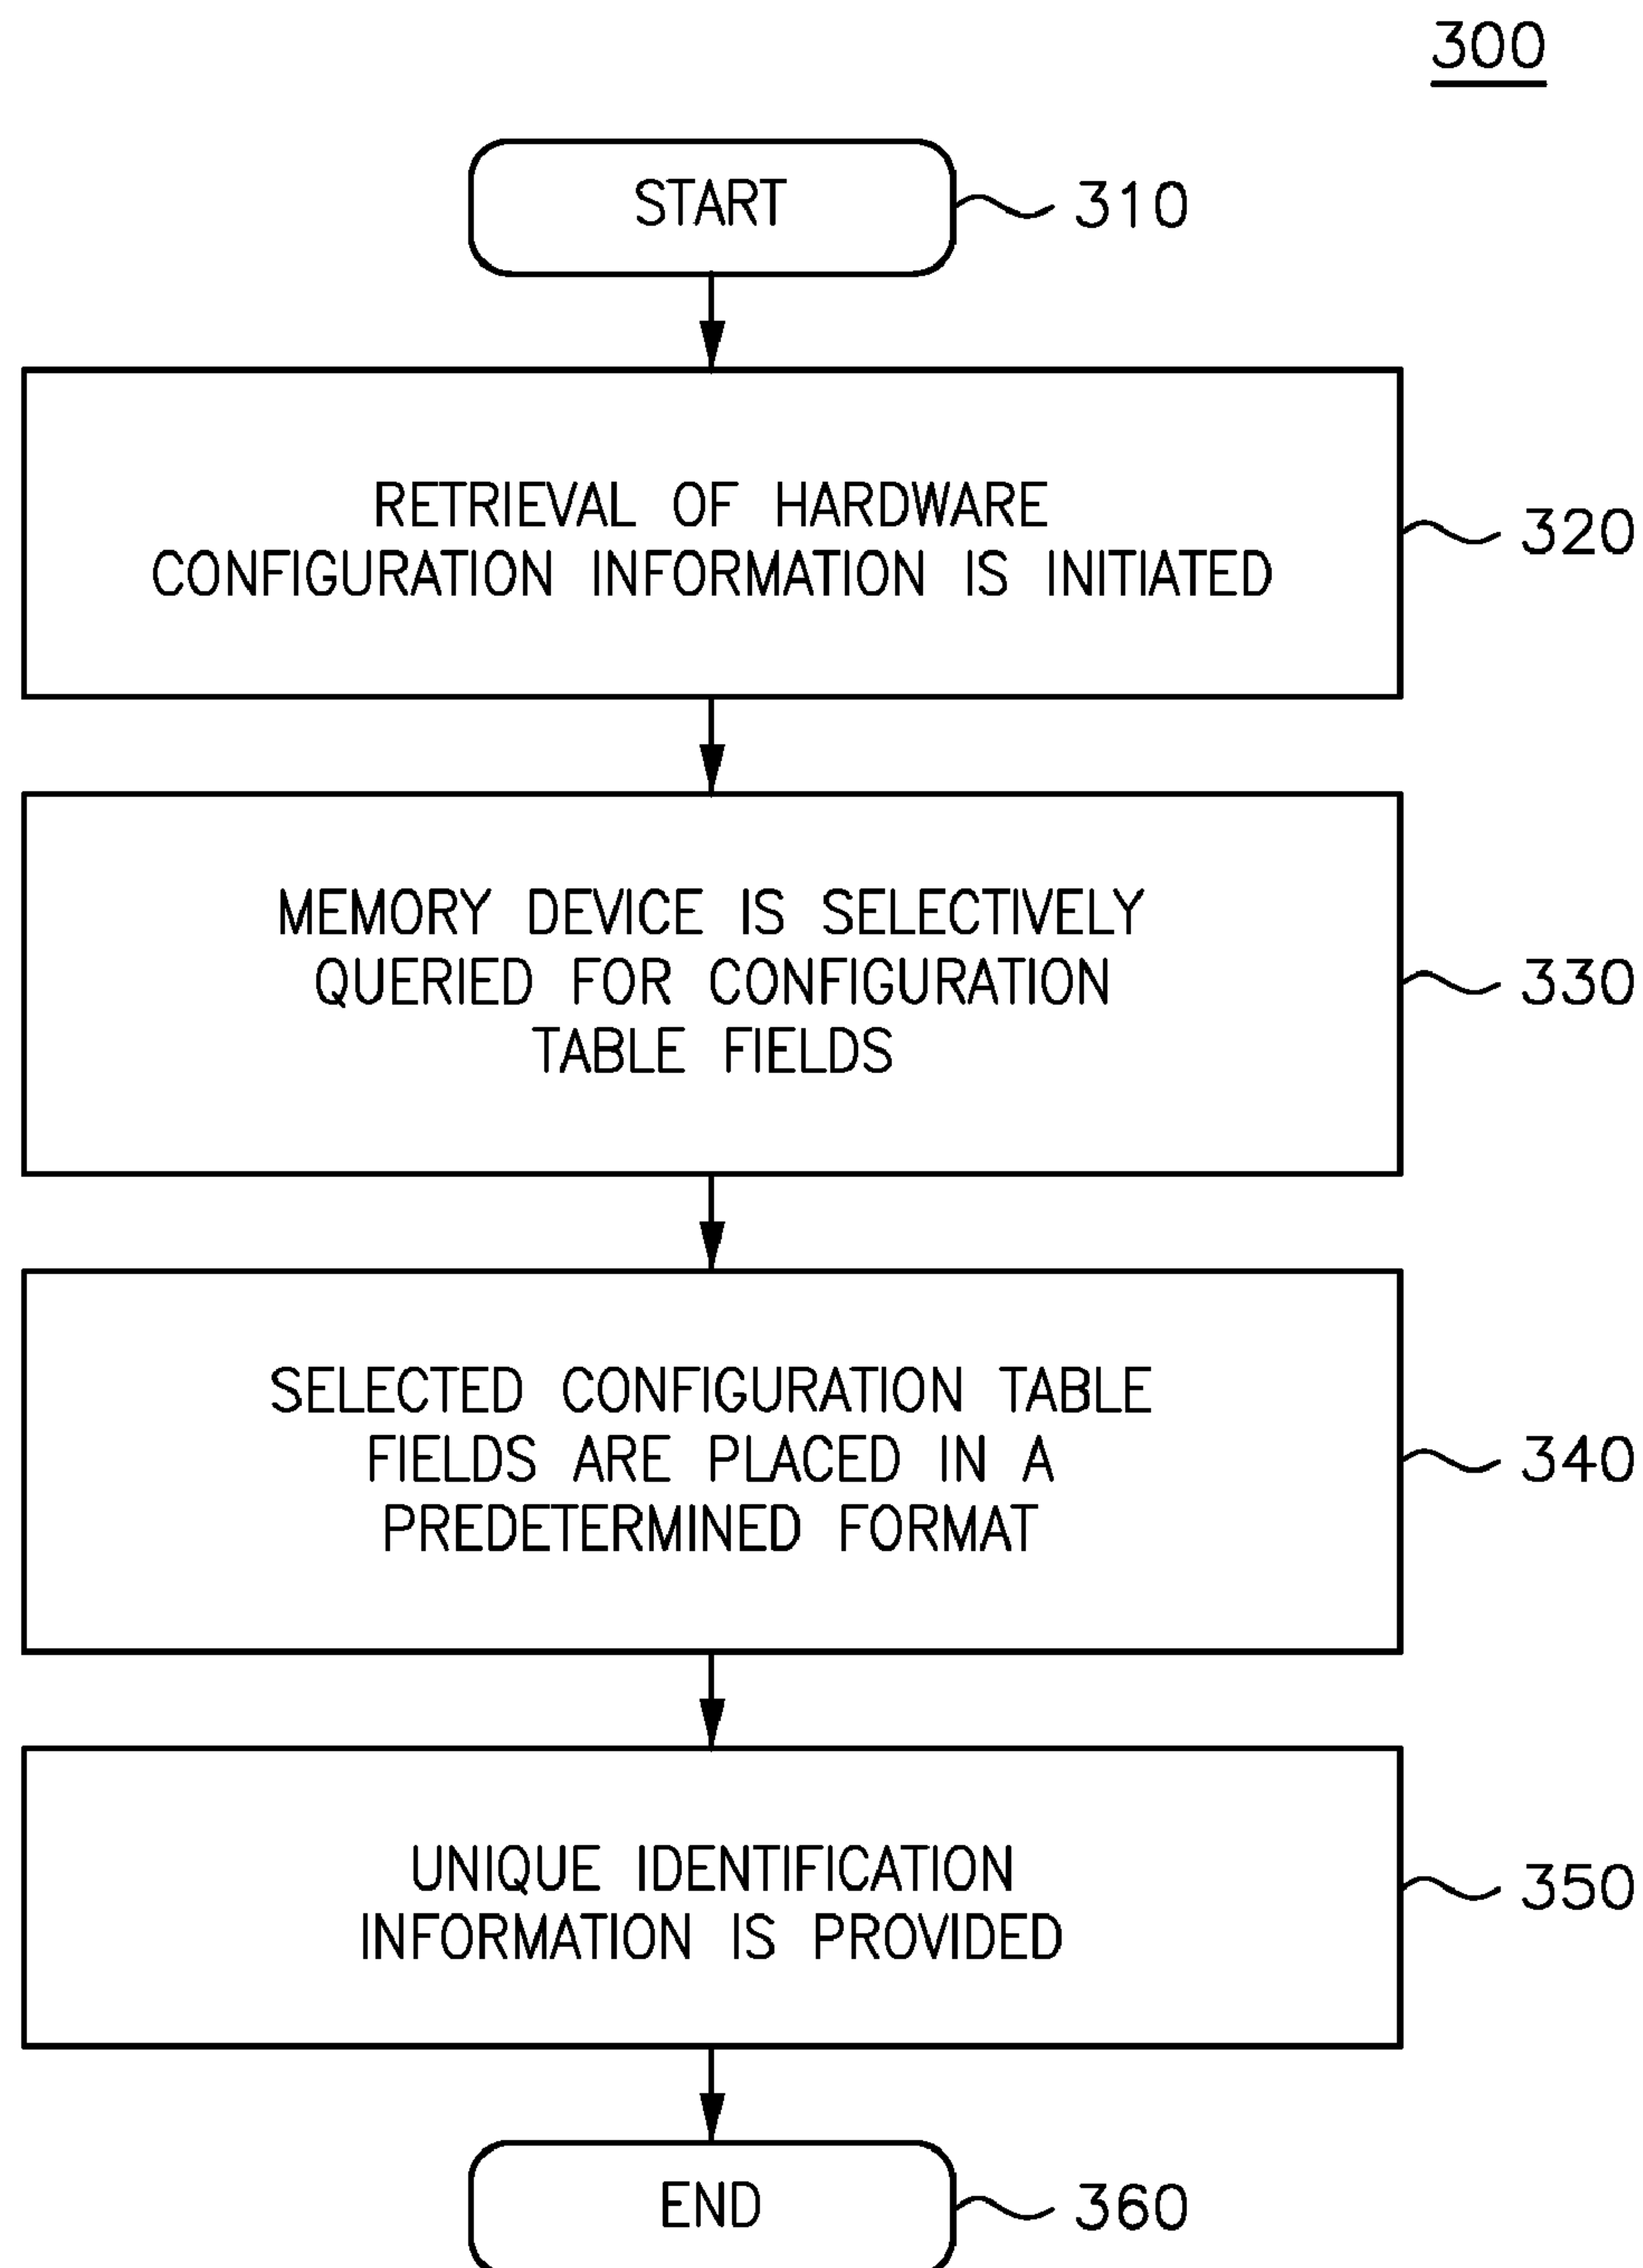 300
START
310
RETRIEVAL OF HARDWARE
CONFIGURATION INFORMATION IS INITIATED
320
MEMORY DEVICE IS SELECTIVELY
QUERIED FOR CONFIGURATION
TABLE FIELDS
330
SELECTED CONFIGURATION TABLE
FIELDS ARE PLACED IN A
PREDETERMINED FORMAT
340
UNIQUE IDENTIFICATION
INFORMATION IS PROVIDED
350
END
360